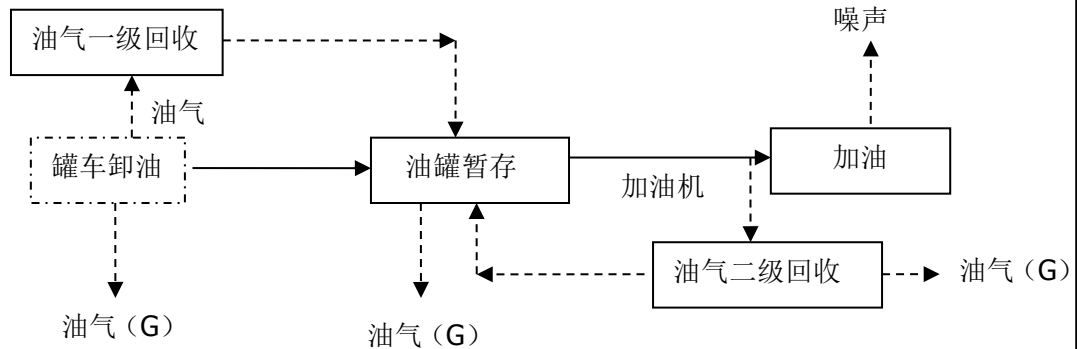 噪声
油气一级回收
油气
罐车卸油
油罐暂存
加油
加油机
油气二级回收
油气（G）
油气（G）
油气（G）